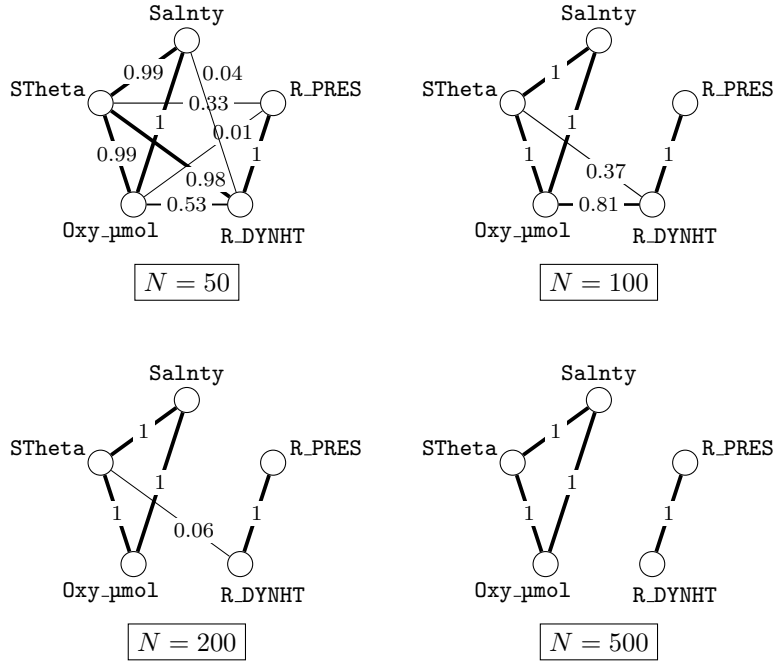 Salnty
STheta
R_PRES
0.99
0.04
0.33
1
0.01
0.99
1
0.98
0.53
Oxy_µmol
R_DYNHT
N = 50
Salnty
STheta
R_PRES
1
1
1
1
0.37
0.81
Oxy_µmol
R_DYNHT
N = 100
Salnty
STheta
R_PRES
1
1
1
1
0.06
Oxy_µmol
R_DYNHT
N = 200
Salnty
STheta
R_PRES
1
1
1
1
Oxy_µmol
R_DYNHT
N = 500